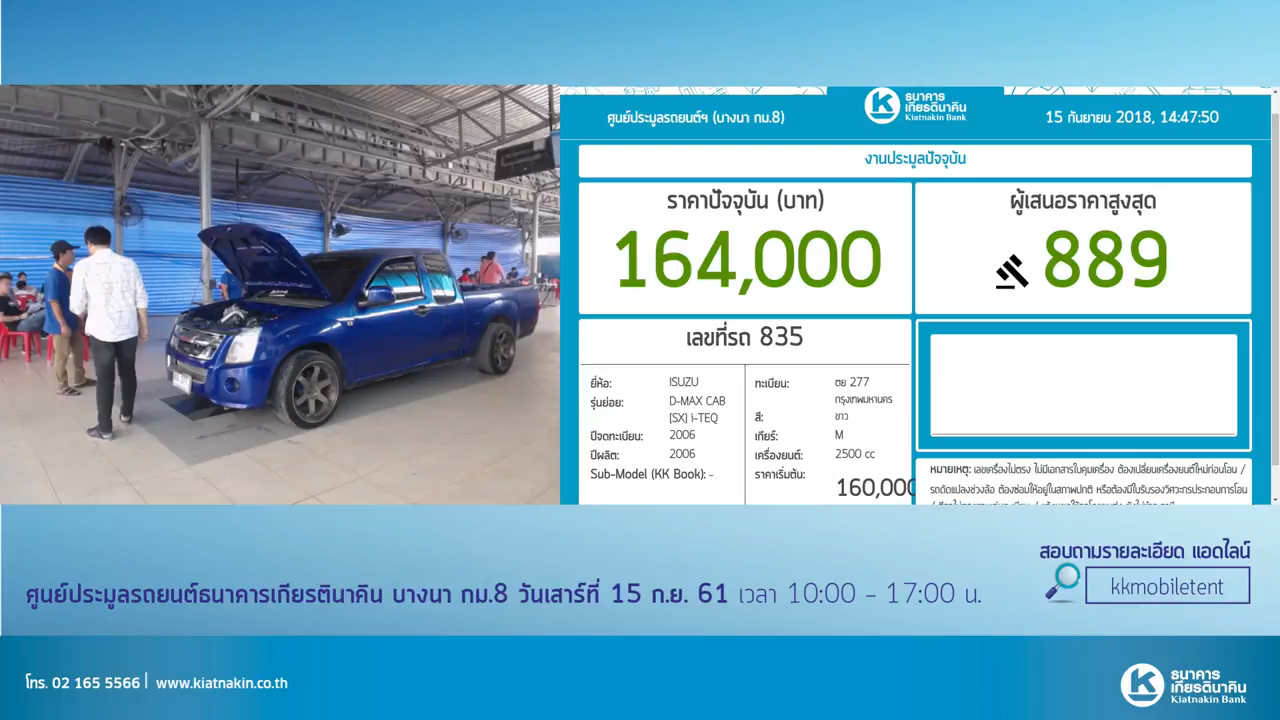 ศูนย์ประมูลรถยนต์ฯ (บางนา กม.8)
ธนาคาร
เกียรตินาคิน
Kiatnakin Bank
15 กันยายน 2018, 14:47:50
งานประมูลปัจจุบัน
ราคาปัจจุบัน (บาท)
164,000
ผู้เสนอราคาสูงสุด
889
เลขที่รถ 835
ยี่ห้อ: ISUZU
รุ่นย่อย: D-MAX CAB
[SX] i-TEQ
ปีจดทะเบียน: 2006
ปีผลิต: 2006
Sub-Model (KK Book): -
ทะเบียน: ตย 277
กรุงเทพมหานคร
สี: ขาว
เกียร์: M
เครื่องยนต์: 2500 cc
ราคาเริ่มต้น:
160,000
หมายเหตุ: เลขเครื่องไม่ตรง ไม่มีเอกสารใบคุมเครื่อง ต้องเปลี่ยนเครื่องยนต์ใหม่ก่อนโอน /
รถดัดแปลงช่วงล้อ ต้องซ่อมให้อยู่ในสภาพปกติ หรือต้องมีใบรับรองวิศวะกรประกอบการโอน
สอบถามรายละเอียด แอดไลน์
kkmobiletent
ศูนย์ประมูลรถยนต์ธนาคารเกียรตินาคิน บางนา กม.8 วันเสาร์ที่ 15 ก.ย. 61 เวลา 10:00 - 17:00 น.
โทร. 02 165 5566 | www.kiatnakin.co.th
ธนาคาร
เกียรตินาคิน
Kiatnakin Bank